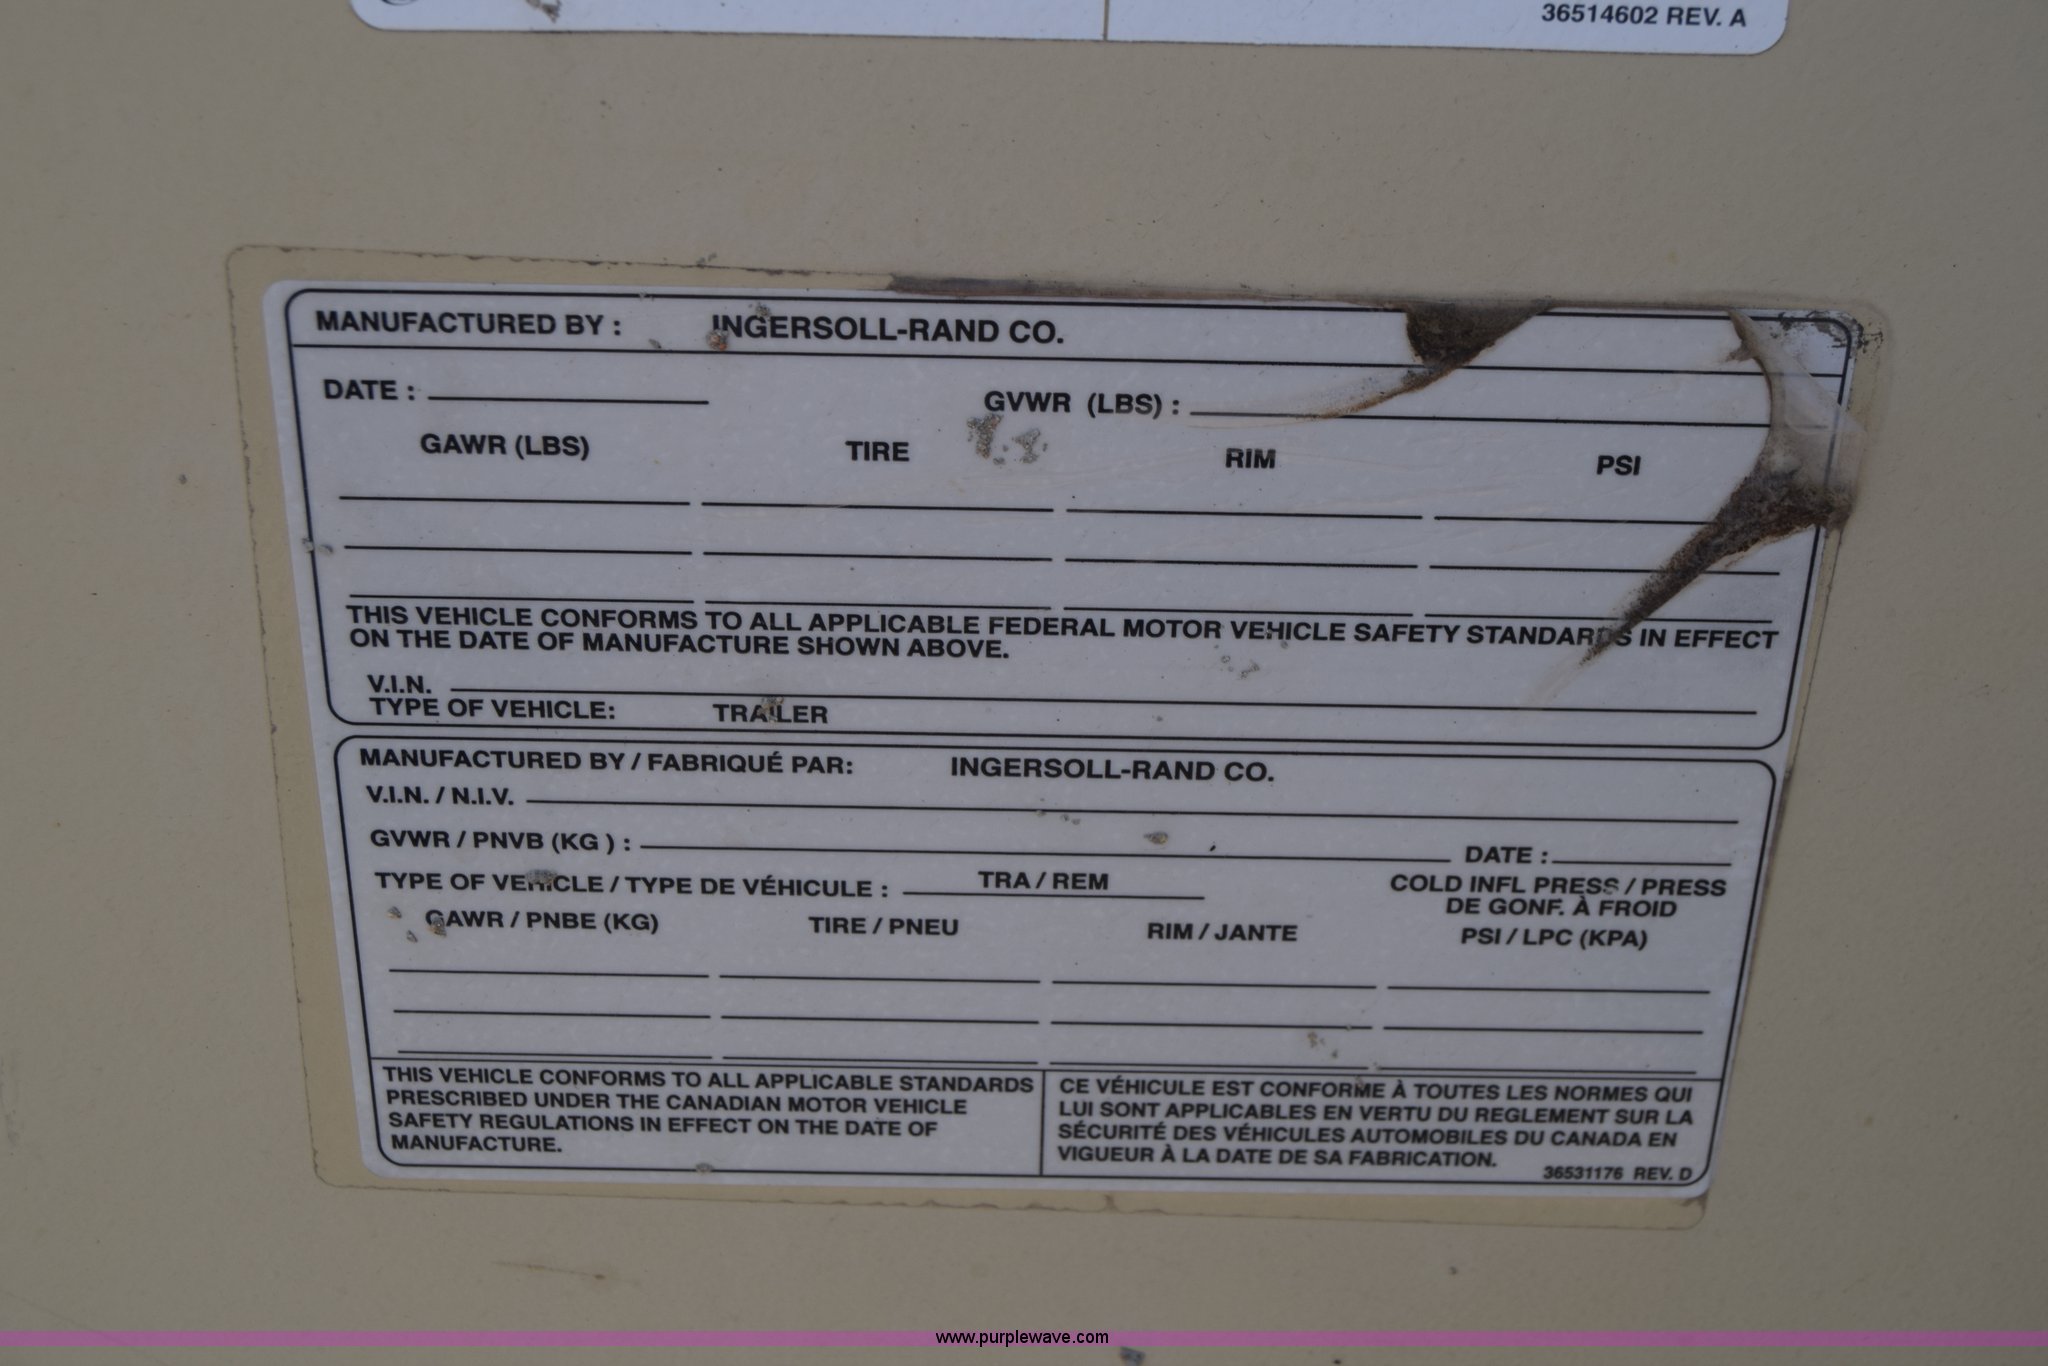 36514602 REV. A
MANUFACTURED BY : INGERSOLL-RAND CO.
DATE : GVWR (LBS) :
GAWR (LBS) TIRE RIM PSI
THIS VEHICLE CONFORMS TO ALL APPLICABLE FEDERAL MOTOR VEHICLE SAFETY STANDARDS IN EFFECT
ON THE DATE OF MANUFACTURE SHOWN ABOVE.
V.I.N.
TYPE OF VEHICLE: TRAILER
MANUFACTURED BY / FABRIQUÉ PAR: INGERSOLL-RAND CO.
V.I.N. / N.I.V.
GVWR / PNVB (KG ) : DATE :
TYPE OF VEHICLE / TYPE DE VÉHICULE : TRA / REM
COLD INFL PRESS / PRESS
DE GONF. À FROID
GAWR / PNBE (KG) TIRE / PNEU RIM / JANTE PSI / LPC (KPA)
THIS VEHICLE CONFORMS TO ALL APPLICABLE STANDARDS
PRESCRIBED UNDER THE CANADIAN MOTOR VEHICLE
SAFETY REGULATIONS IN EFFECT ON THE DATE OF
MANUFACTURE.
CE VÉHICULE EST CONFORME À TOUTES LES NORMES QUI
LUI SONT APPLICABLES EN VERTU DU REGLEMENT SUR LA
SÉCURITÉ DES VÉHICULES AUTOMOBILES DU CANADA EN
VIGUEUR À LA DATE DE SA FABRICATION.
36531176 REV. D
www.purplewave.com